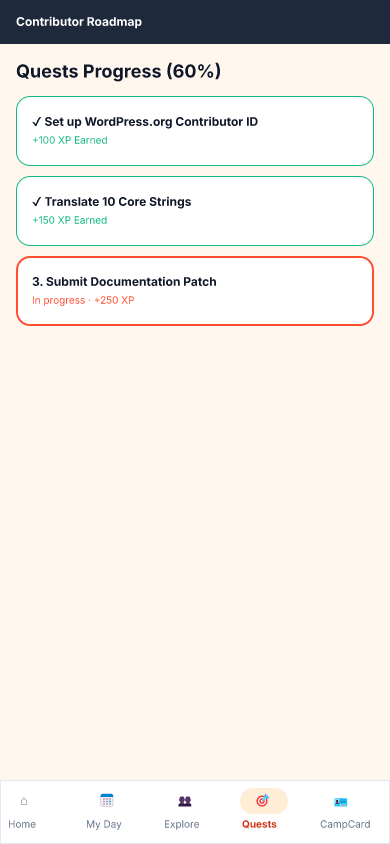 Contributor Roadmap
Quests Progress (60%)
✓ Set up WordPress.org Contributor ID
+100 XP Earned
✓ Translate 10 Core Strings
+150 XP Earned
3. Submit Documentation Patch
In progress · +250 XP
Home
My Day
Explore
Quests
CampCard